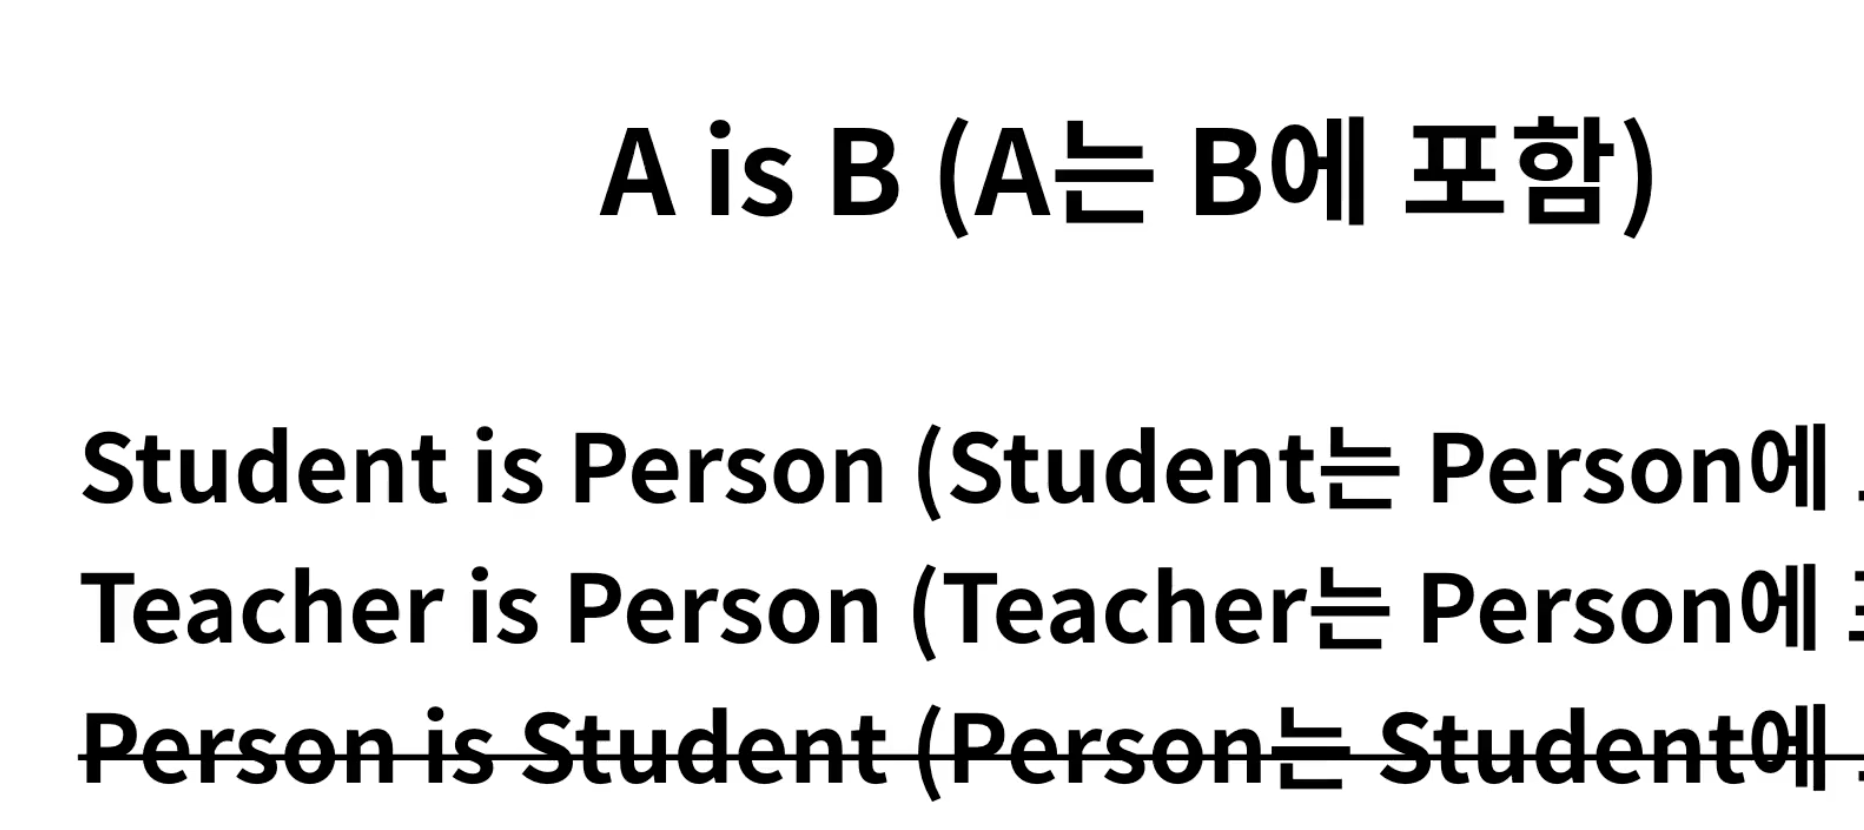 A is B (A는 B에 포함)
Student is Person (Student는 Person에
Teacher is Person (Teacher는 Person에
Person is Student (Person는 Student에